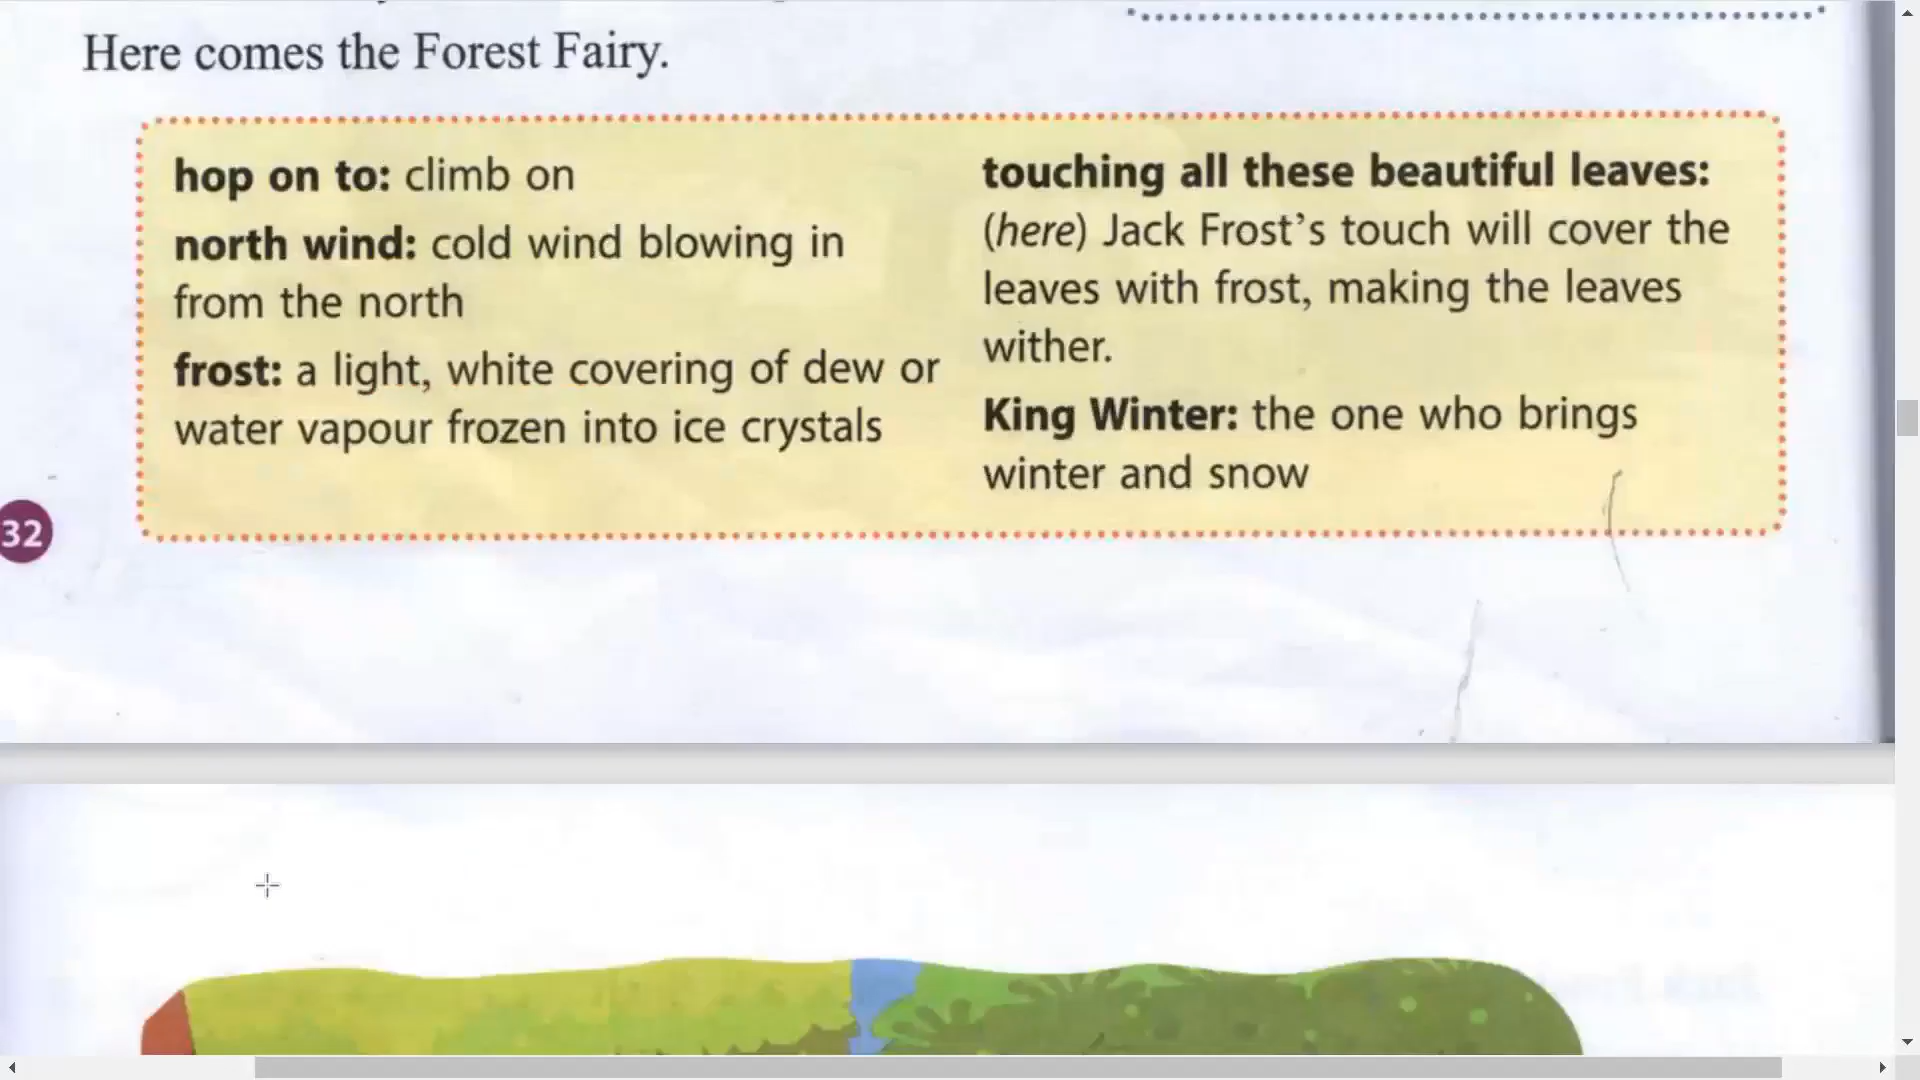 Here comes the Forest Fairy.
hop on to: climb on
north wind: cold wind blowing in
from the north
frost: a light, white covering of dew or
water vapour frozen into ice crystals
touching all these beautiful leaves:
(here) Jack Frost’s touch will cover the
leaves with frost, making the leaves
wither.
King Winter: the one who brings
winter and snow
32